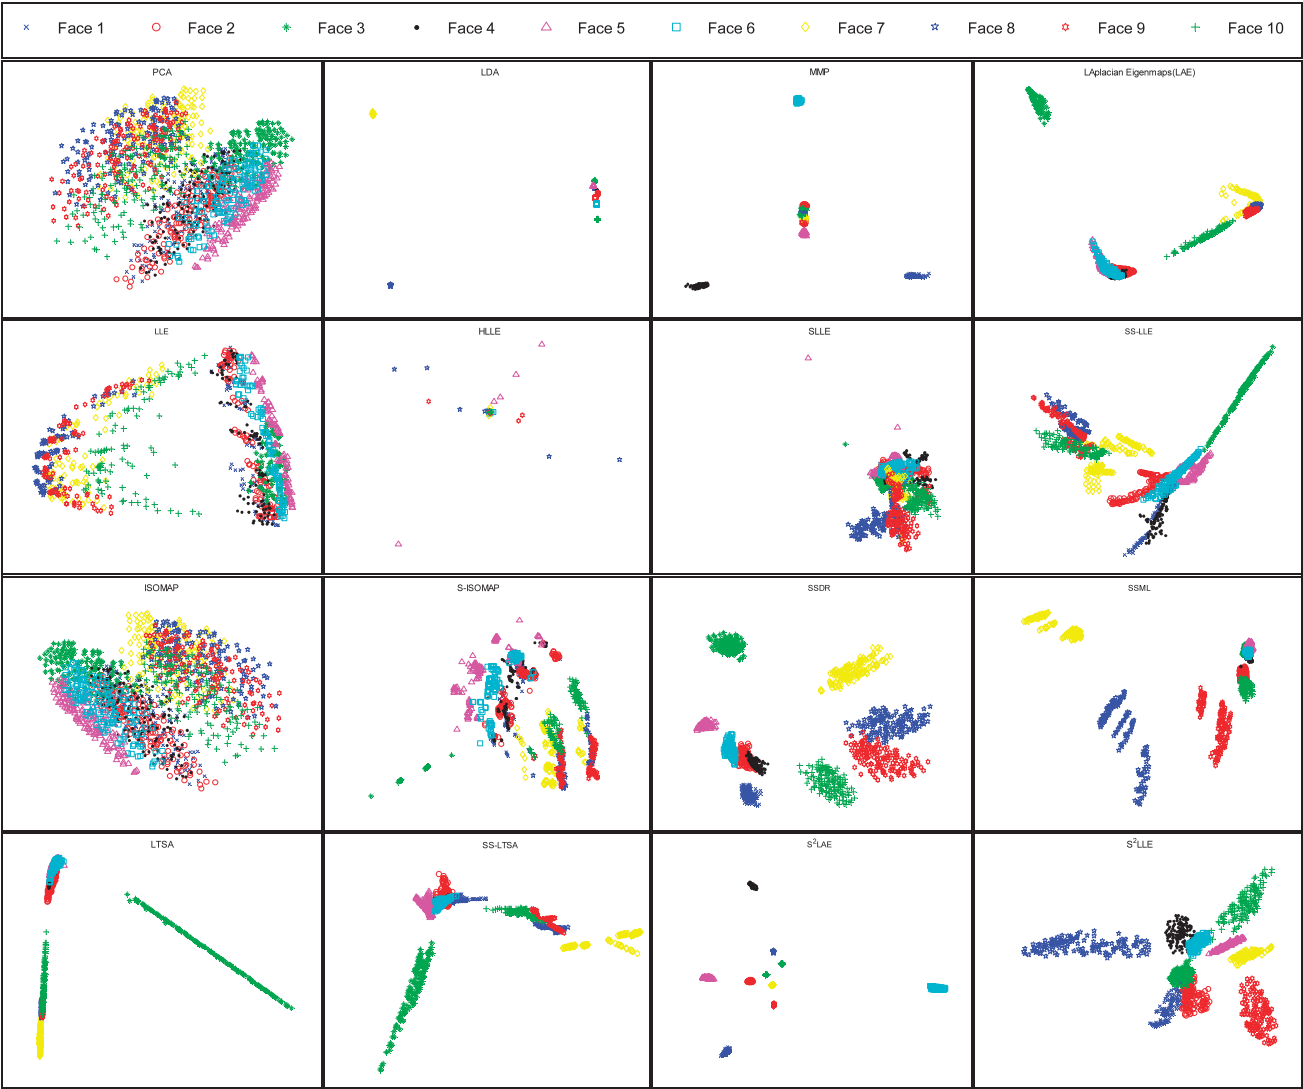 Face 1 Face 2 Face 3 Face 4 Face 5 Face 6 Face 7 Face 8 Face 9 Face 10
PCA LDA MMP LAplacian Eigenmaps(LAE)
LLE HLLE SLLE SS-LLE
ISOMAP S-ISOMAP SSDR SSML
LTSA SS-LTSA S²LAE S²LLE